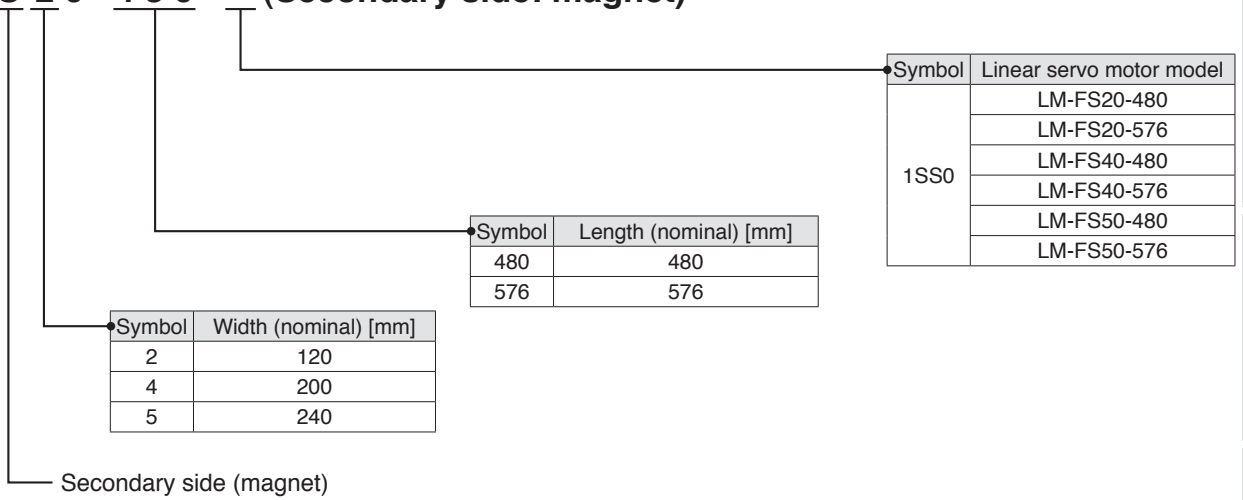 (Secondary side: magnet)
Symbol Linear servo motor model
1SS0 LM-FS20-480
LM-FS20-576
LM-FS40-480
LM-FS40-576
LM-FS50-480
LM-FS50-576
Symbol Length (nominal) [mm]
480 480
576 576
Symbol Width (nominal) [mm]
2 120
4 200
5 240
Secondary side (magnet)